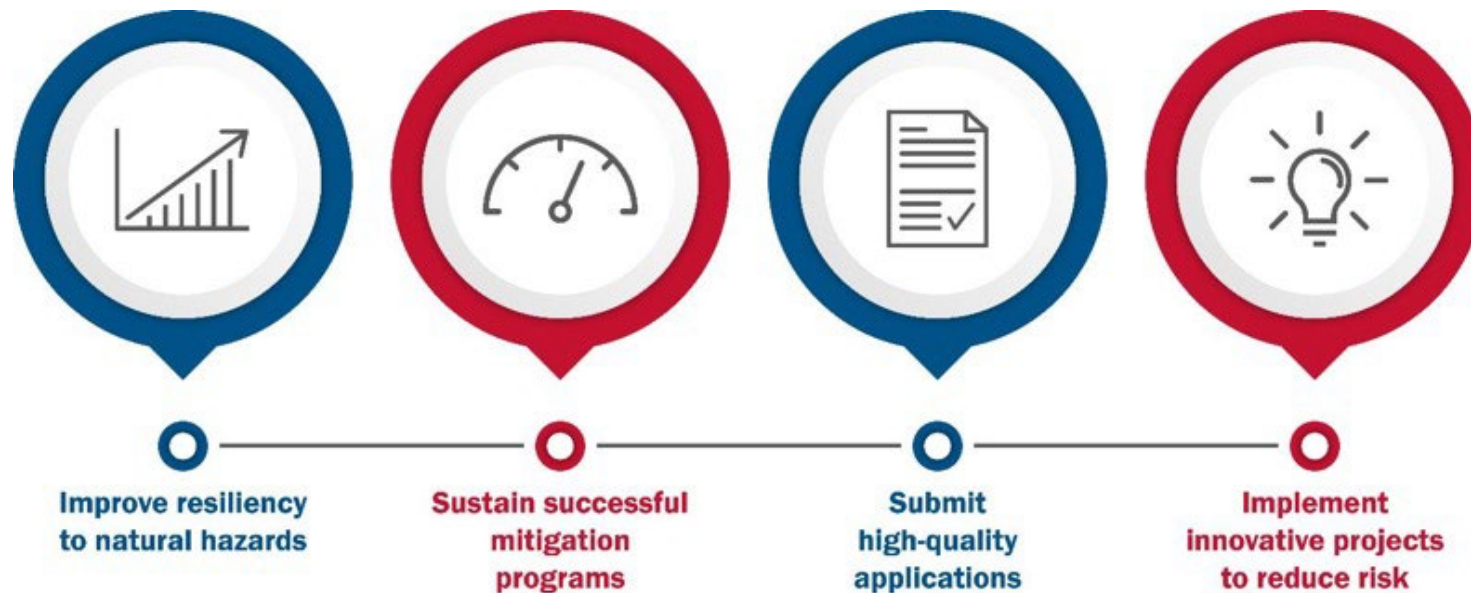 Improve resiliency
to natural hazards
Sustain successful
mitigation
programs
Submit
high-quality
applications
Implement
innovative projects
to reduce risk